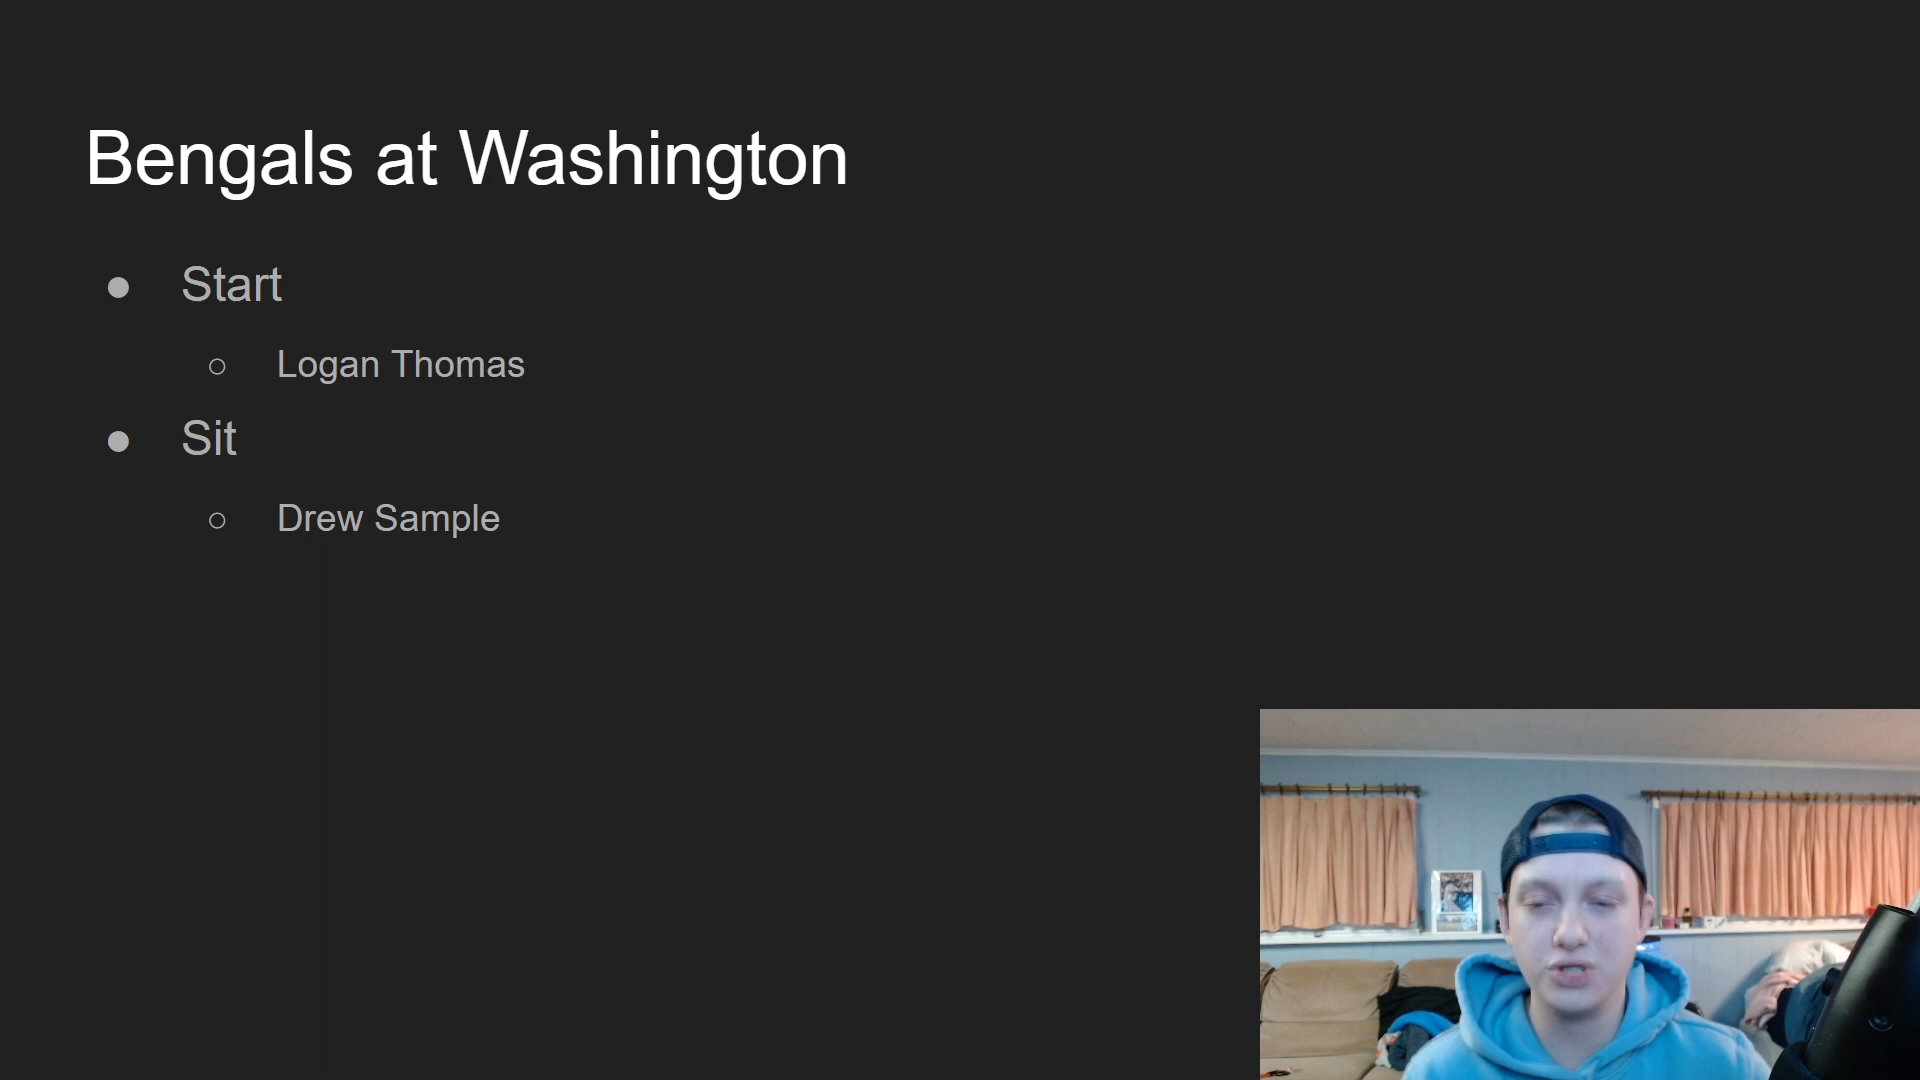 Bengals at Washington
● Start
○ Logan Thomas
● Sit
○ Drew Sample